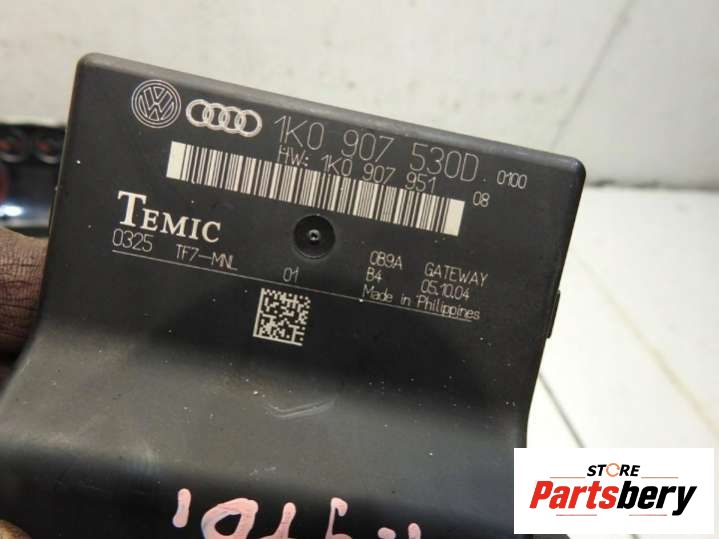 1K0 907 530D 0100
HW: 1K0 907 951 08
TEMIC
0325 TF7-MNL 01
089A GATEWAY
B4 05.10.04
Made in Philippines
STORE
Partsbery